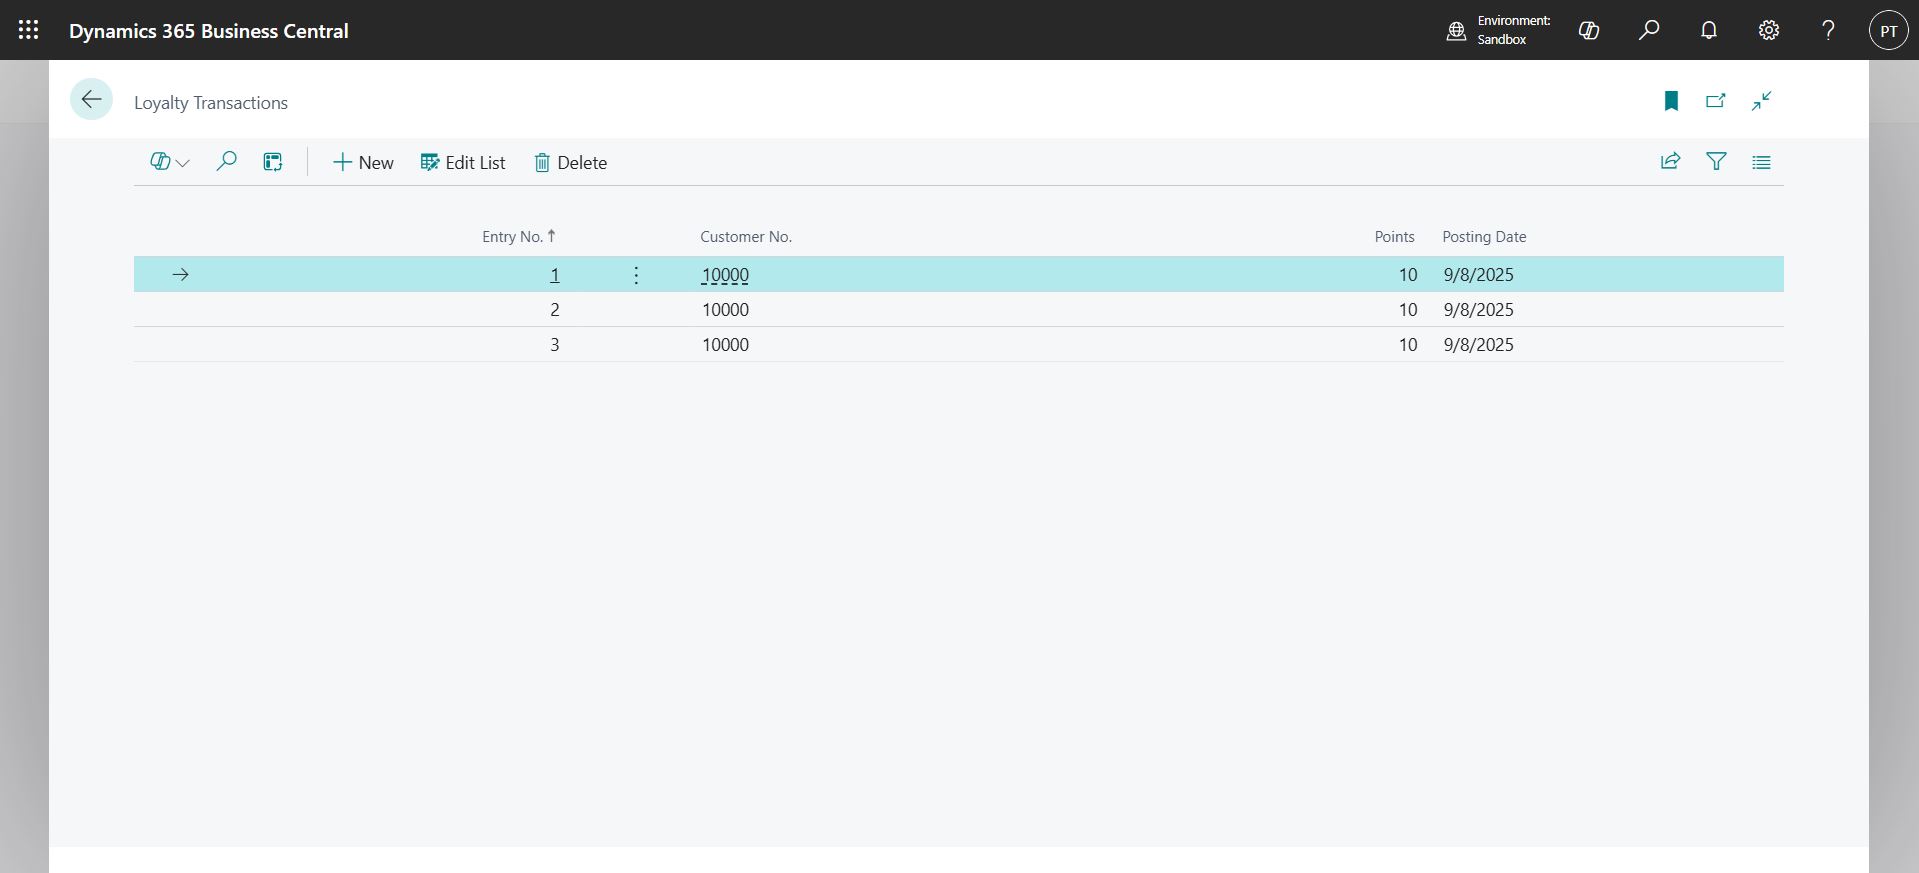 Dynamics 365 Business Central
Environment:
Sandbox
PT
Loyalty Transactions
New Edit List Delete
Entry No. ↑ Customer No. Points Posting Date
1 10000 10 9/8/2025
2 10000 10 9/8/2025
3 10000 10 9/8/2025